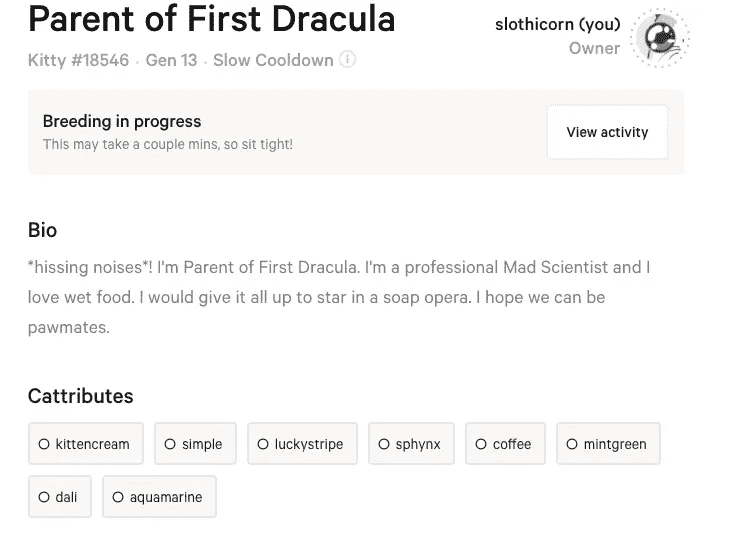 Parent of First Dracula
slothicorn (you)
Owner
Kitty #18546 · Gen 13 · Slow Cooldown
Breeding in progress
This may take a couple mins, so sit tight!
View activity
Bio
*hissing noises*! I'm Parent of First Dracula. I'm a professional Mad Scientist and I
love wet food. I would give it all up to star in a soap opera. I hope we can be
pawmates.
Cattributes
kittencream simple luckystripe sphynx coffee mintgreen
dali aquamarine